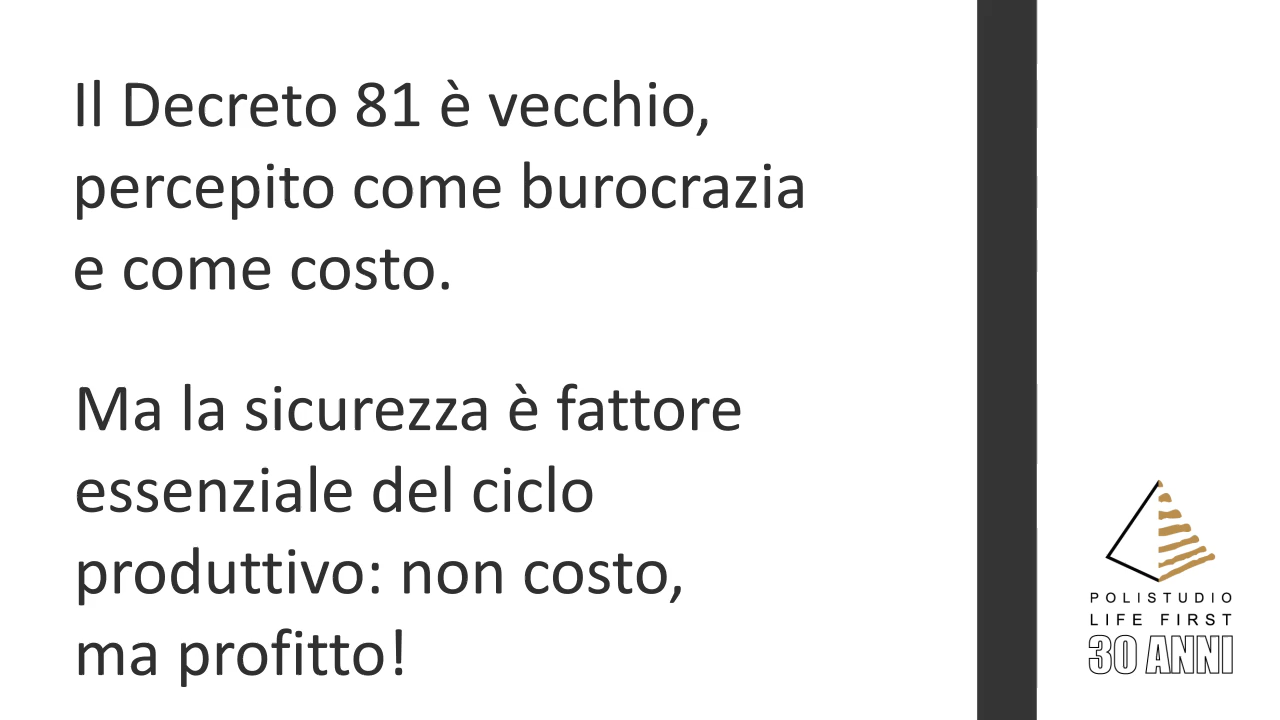 Il Decreto 81 è vecchio,
percepito come burocrazia
e come costo.
Ma la sicurezza è fattore
essenziale del ciclo
produttivo: non costo,
ma profitto!
POLISTUDIO
LIFE FIRST
30 ANNI